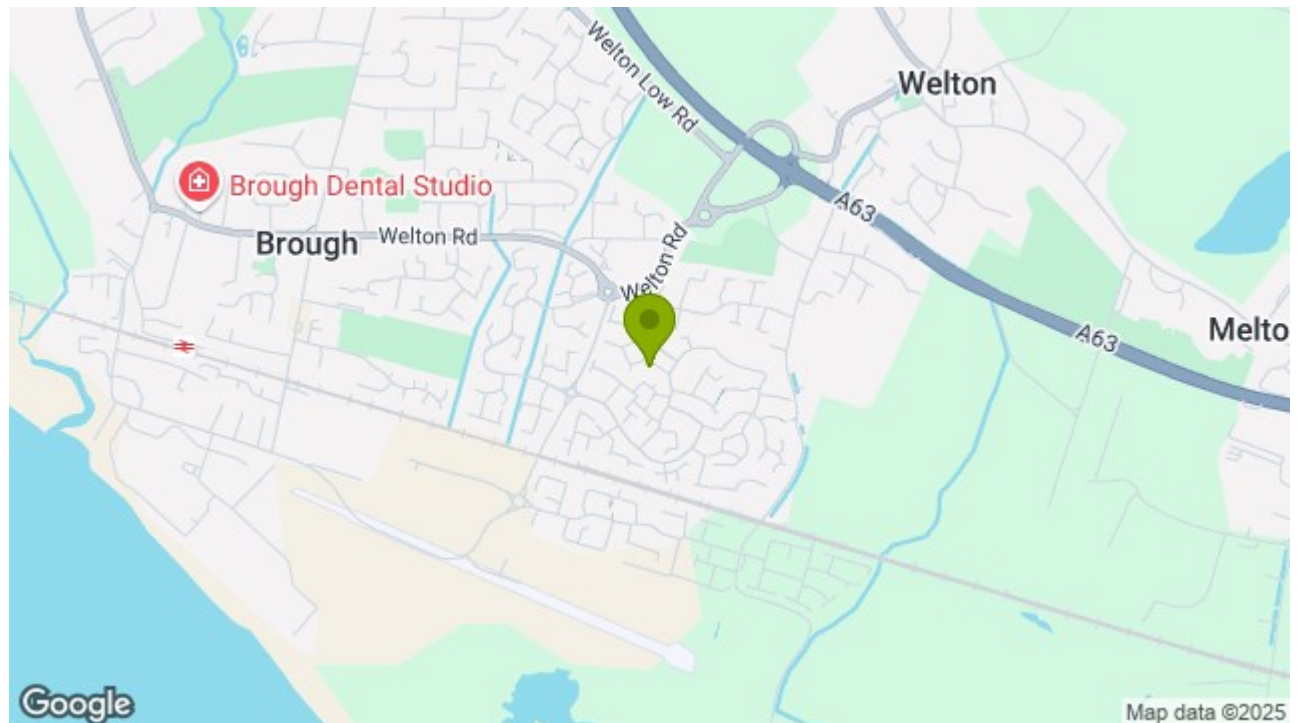 Welton Low Rd
Welton
A63
Brough Dental Studio
Brough
Welton Rd
Welton Rd
A63
Melto
Google
Map data ©2025